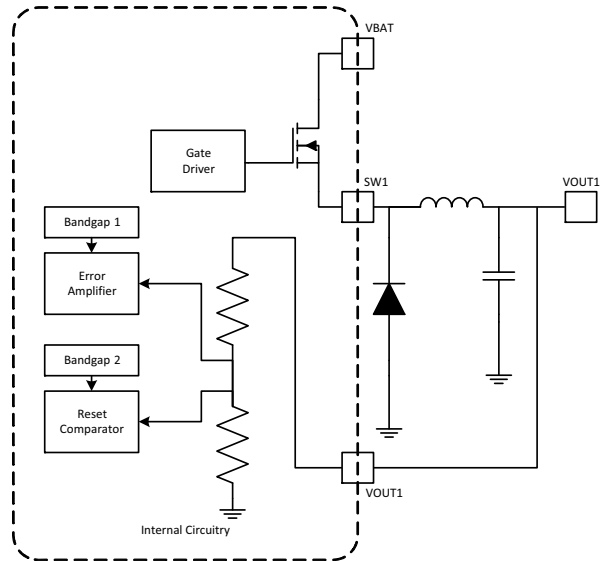 VBAT
Gate
Driver
SW1
VOUT1
Bandgap 1
Error
Amplifier
Bandgap 2
Reset
Comparator
VOUT1
Internal Circuitry